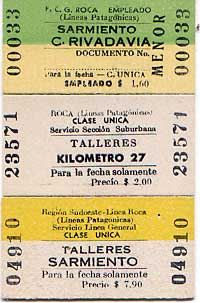 F. C. G. ROCA EMPLEADO
(Líneas Patagónicas)
SARMIENTO
C. RIVADAVIA
DOCUMENTO No.
Para la fecha - C. UNICA
EMPLEADO $ 1,60
MENOR
00033
00033
ROCA (Líneas Patagónicas)
CLASE UNICA
Servicio Sección Suburbana
TALLERES
KILOMETRO 27
Para la fecha solamente
Precio $ 2.00
23571
23571
Región Sudoeste-Línea Roca
(Líneas Patagónicas)
Servicio Línea General
CLASE UNICA
TALLERES
SARMIENTO
Para la fecha solamente
Precio $ 7,90
04910
04910